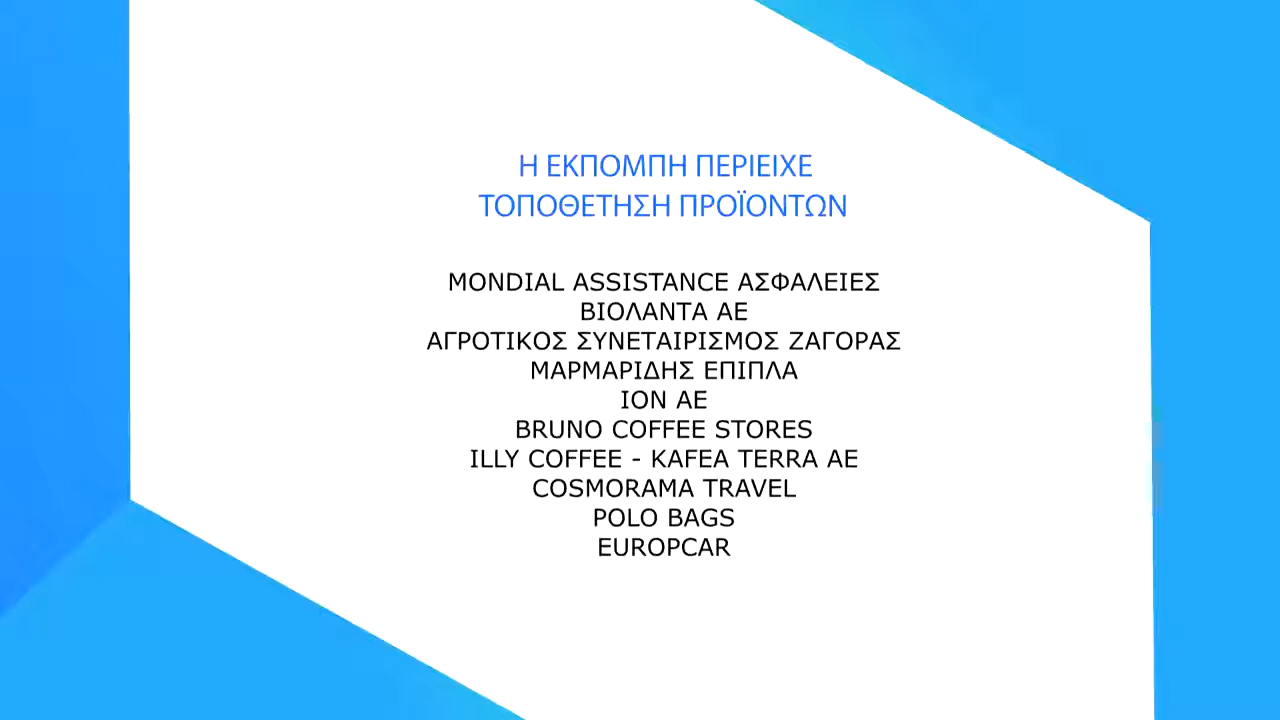 Η ΕΚΠΟΜΠΗ ΠΕΡΙΕΙΧΕ
ΤΟΠΟΘΕΤΗΣΗ ΠΡΟΪΟΝΤΩΝ
MONDIAL ASSISTANCE ΑΣΦΑΛΕΙΕΣ
ΒΙΟΛΑΝΤΑ ΑΕ
ΑΓΡΟΤΙΚΟΣ ΣΥΝΕΤΑΙΡΙΣΜΟΣ ΖΑΓΟΡΑΣ
ΜΑΡΜΑΡΙΔΗΣ ΕΠΙΠΛΑ
ΙΟΝ ΑΕ
BRUNO COFFEE STORES
ILLY COFFEE - KAFEA TERRA AE
COSMORAMA TRAVEL
POLO BAGS
EUROPCAR